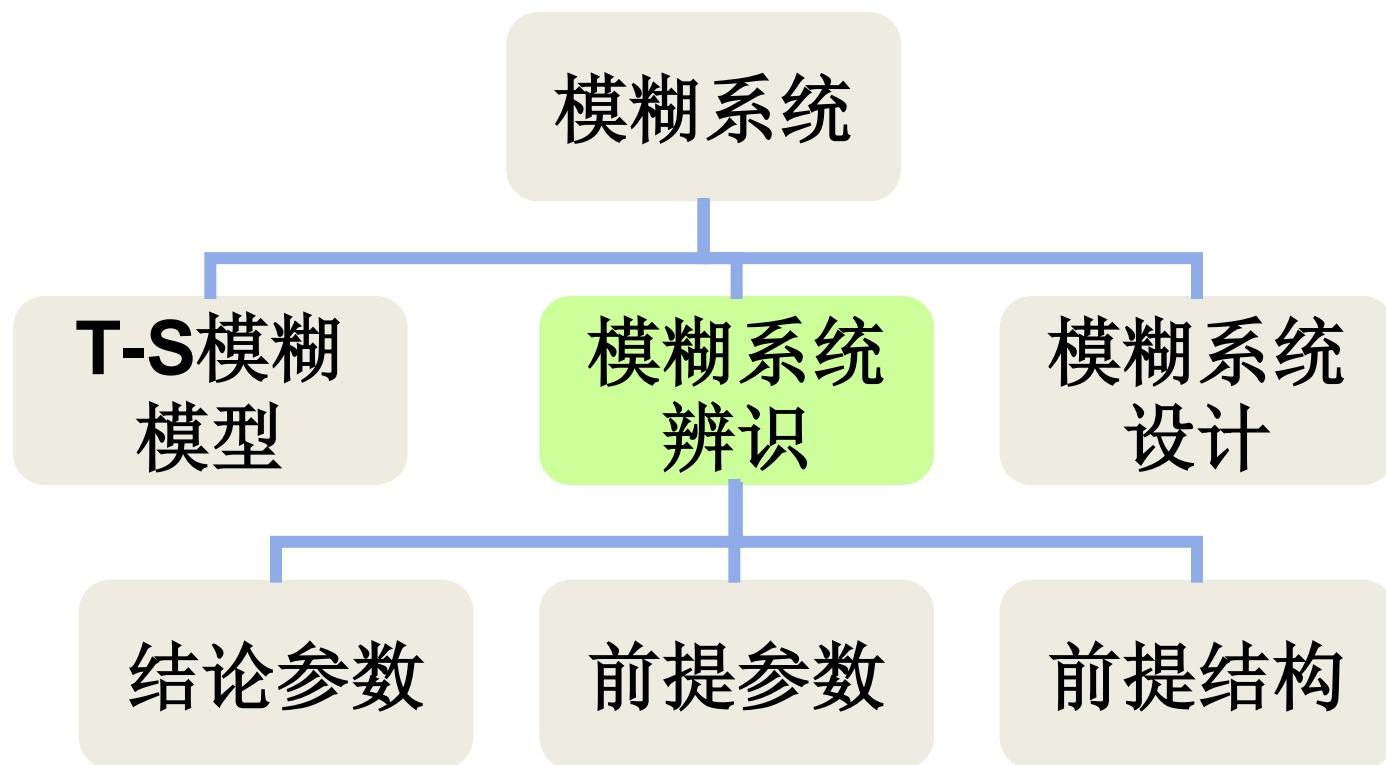 模糊系统
T-S模糊
模型
模糊系统
辨识
模糊系统
设计
结论参数
前提参数
前提结构